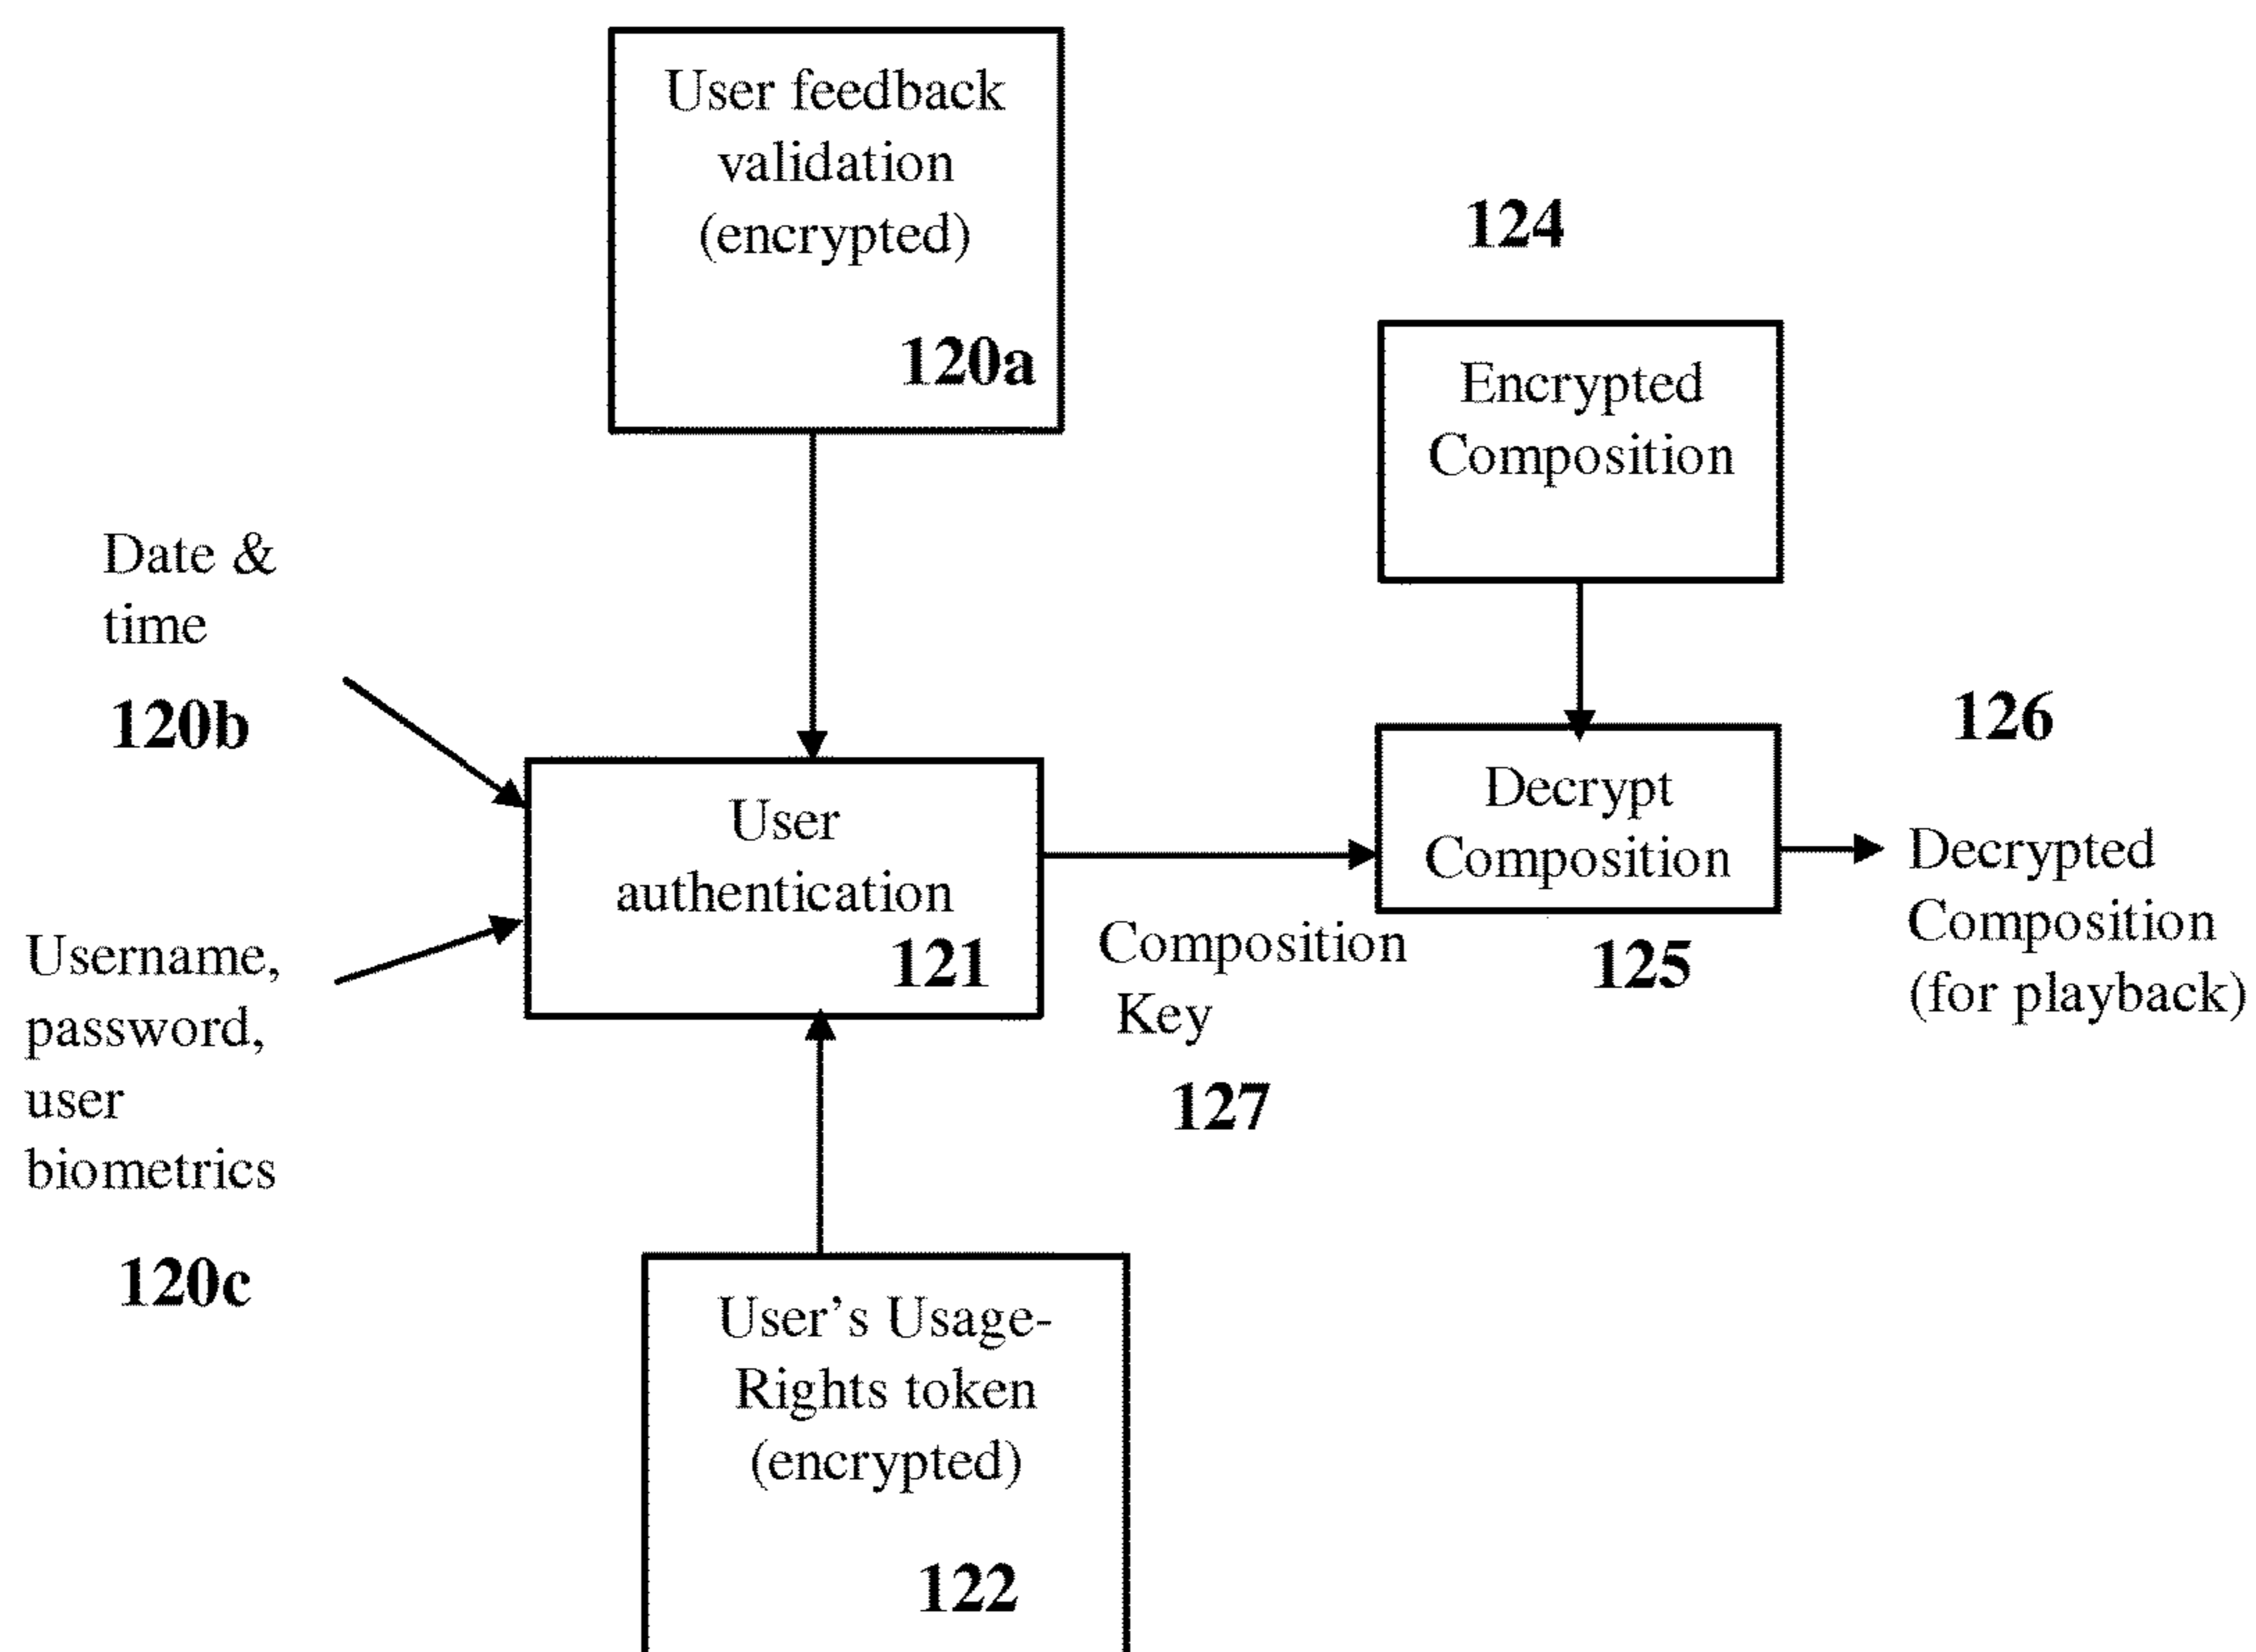 User feedback
validation
(encrypted)
120a
124
Encrypted
Composition
Date &
time
120b
126
User
authentication
121
Decrypt
Composition
125
Decrypted
Composition
(for playback)
Composition
Key
127
Username,
password,
user
biometrics
120c
User’s Usage-
Rights token
(encrypted)
122